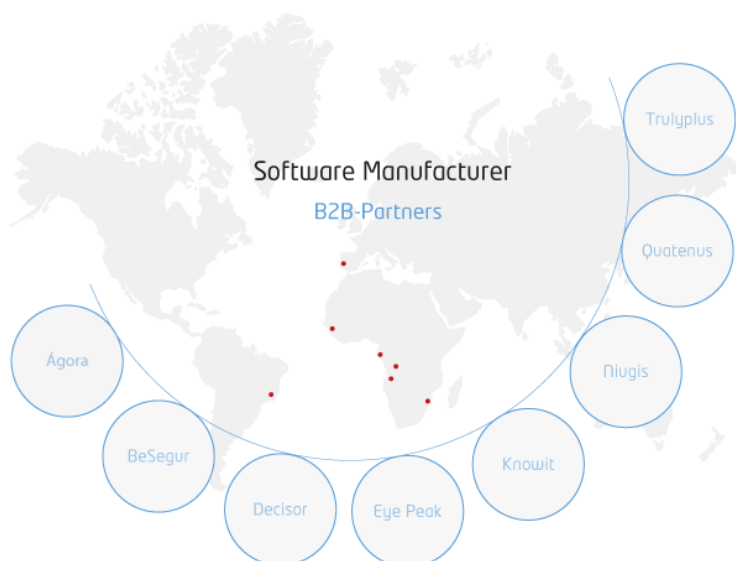 Software Manufacturer
B2B-Partners
Trulyplus
Quatenus
Niugis
Knowit
Eye Peak
Decisor
BeSegur
Ágora